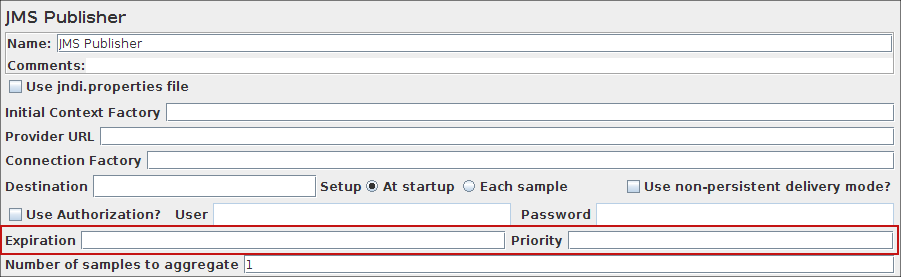 JMS Publisher
Name: JMS Publisher
Comments:
Use jndi.properties file
Initial Context Factory
Provider URL
Connection Factory
Destination Setup At startup Each sample Use non-persistent delivery mode?
Use Authorization? User Password
Expiration Priority
Number of samples to aggregate 1